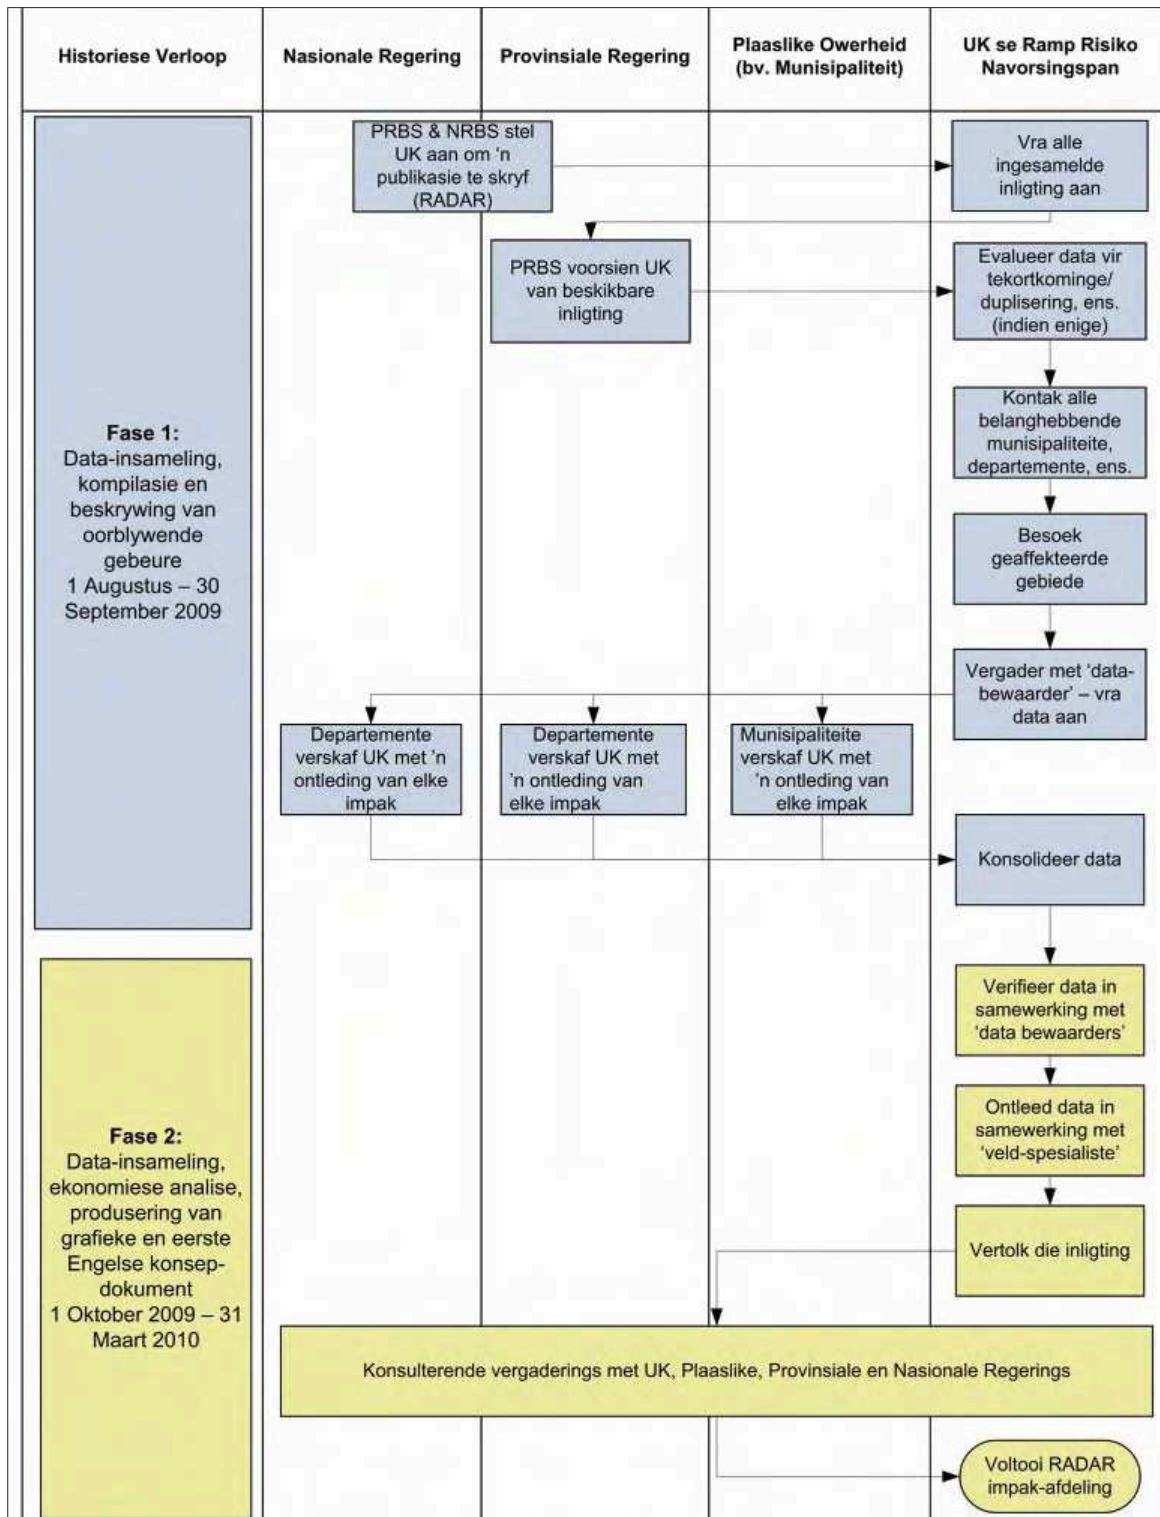 Historiese Verloop
Nasionale Regering
Provinsiale Regering
Plaaslike Owerheid
(bv. Munisipaliteit)
UK se Ramp Risiko
Navorsingspan
Fase 1:
Data-insameling,
kompilasie en
beskrywing van
oorblywende
gebeure
1 Augustus – 30
September 2009
PRBS & NRBS stel
UK aan om ‘n
publikasie te skryf
(RADAR)
Vra alle
ingesamelde
inligting aan
PRBS voorsien UK
van beskikbare
inligting
Evalueer data vir
tekortkominge/
duplisering, ens.
(indien enige)
Kontak alle
belanghebbende
munisipaliteite,
departemente, ens.
Besoek
geaffekteerde
gebiede
Vergader met ‘data-
bewaarder’ – vra
data aan
Departemente
verskaf UK met ’n
ontleding van elke
impak
Departemente
verskaf UK met
’n ontleding van
elke impak
Munisipaliteite
verskaf UK met
’n ontleding van
elke impak
Konsolideer data
Fase 2:
Data-insameling,
ekonomiese analise,
produsering van
grafieke en eerste
Engelse konsep-
dokument
1 Oktober 2009 – 31
Maart 2010
Verifieer data in
samewerking met
‘data bewaarders’
Ontleed data in
samewerking met
‘veld-spesialiste’
Vertolk die inligting
Konsulterende vergaderings met UK, Plaaslike, Provinsiale en Nasionale Regerings
Voltooi RADAR
impak-afdeling